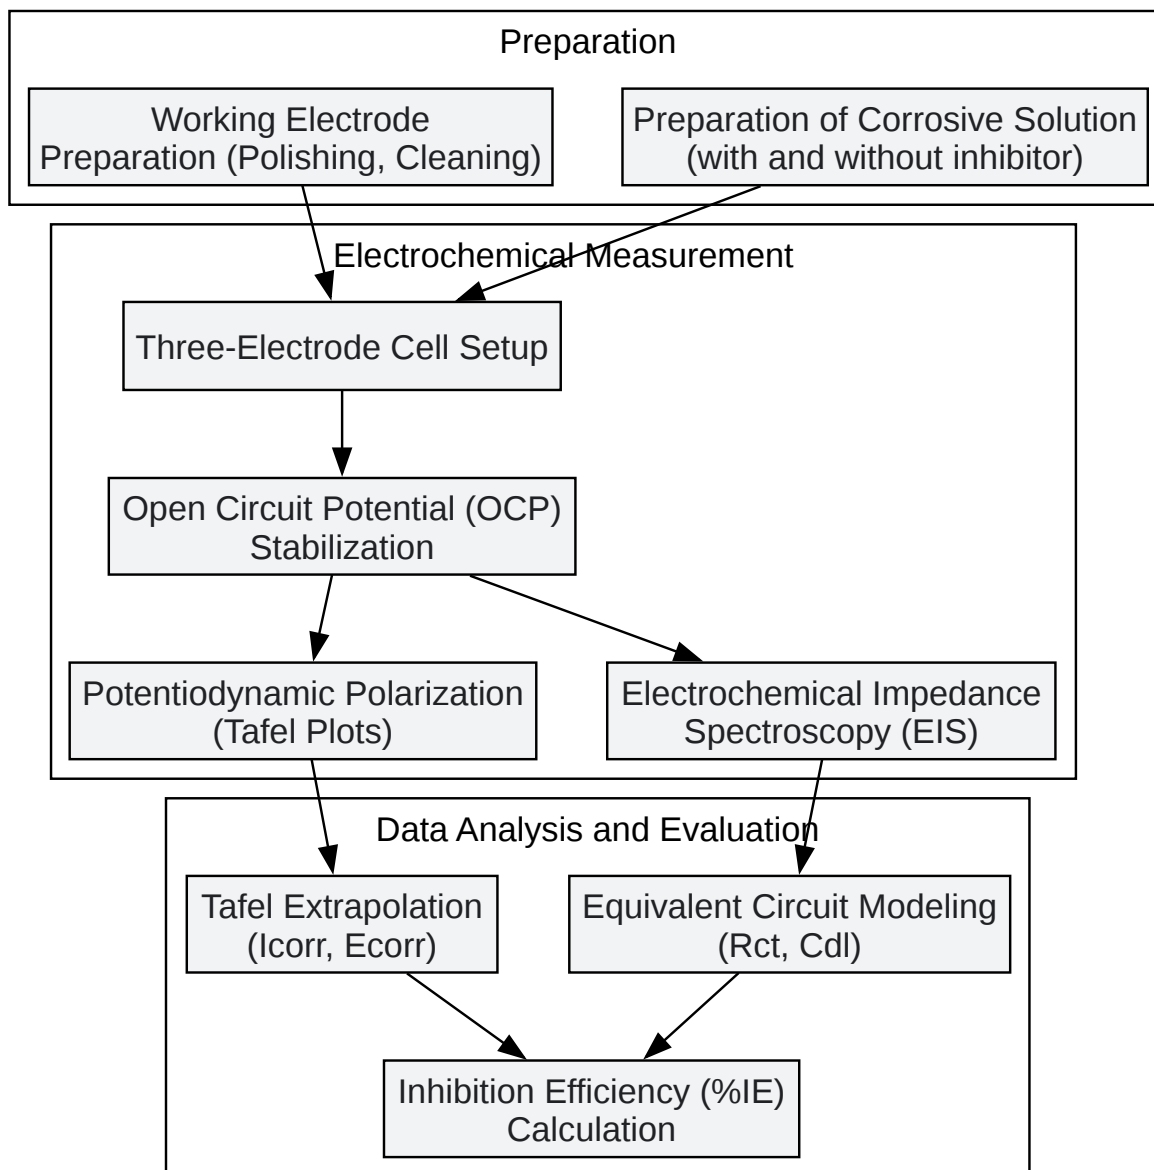 Preparation
Working Electrode
Preparation (Polishing, Cleaning)
Preparation of Corrosive Solution
(with and without inhibitor)
Electrochemical Measurement
Three-Electrode Cell Setup
Open Circuit Potential (OCP)
Stabilization
Potentiodynamic Polarization
(Tafel Plots)
Electrochemical Impedance
Spectroscopy (EIS)
Data Analysis and Evaluation
Tafel Extrapolation
(Icorr, Ecorr)
Equivalent Circuit Modeling
(Rct, Cdl)
Inhibition Efficiency (%IE)
Calculation